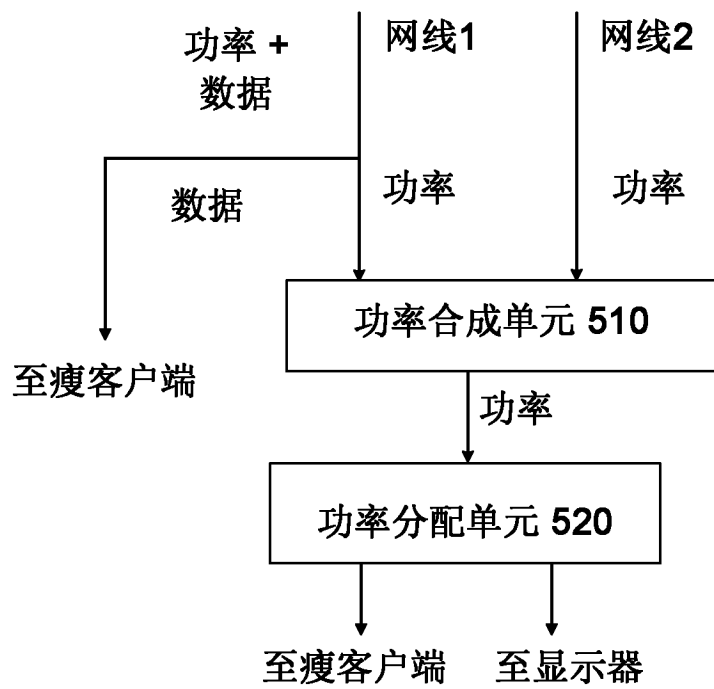 功率 +
数据
网线1
网线2
数据
功率
功率
功率合成单元 510
至瘦客户端
功率
功率分配单元 520
至瘦客户端
至显示器